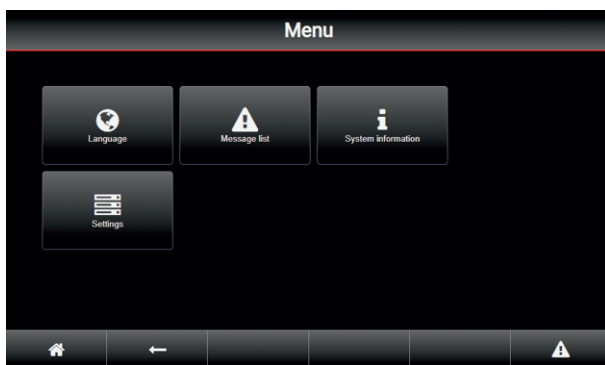 Menu
Language
Message list
System information
Settings